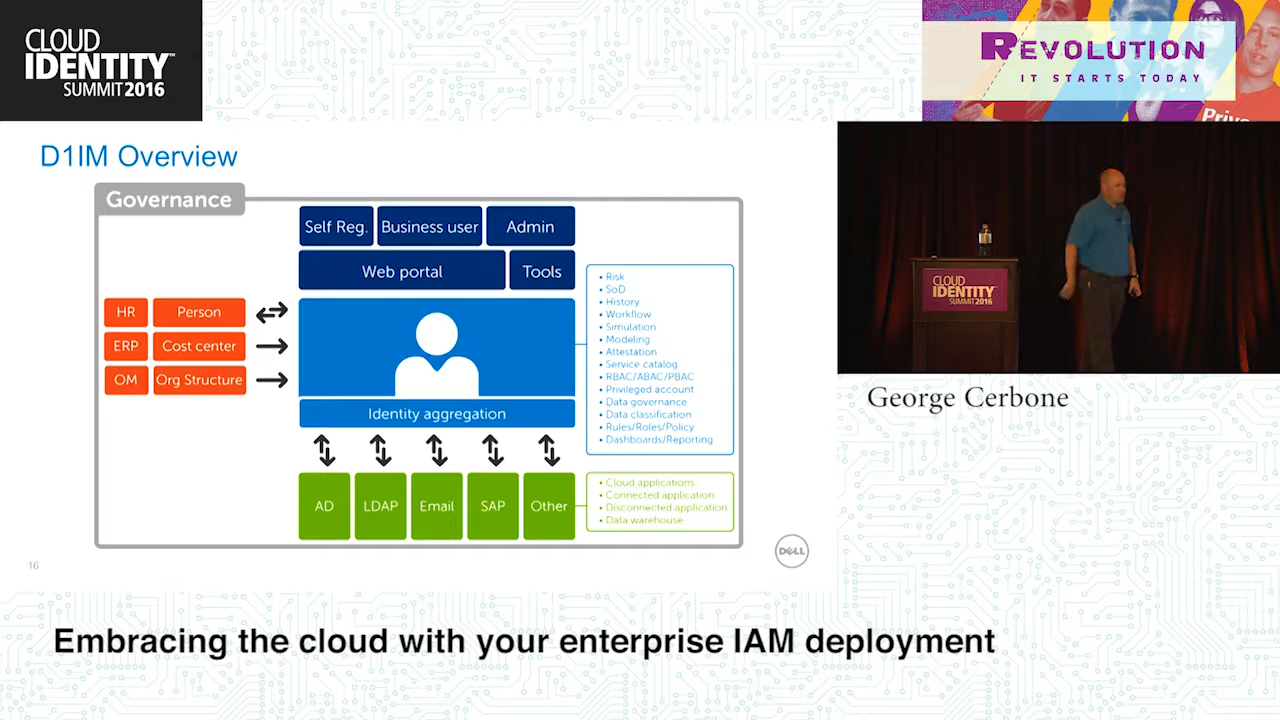 CLOUD
IDENTITY™
SUMMIT 2016
REVOLUTION
IT STARTS TODAY
D1IM Overview
Governance
Self Reg.
Business user
Admin
Web portal
Tools
HR
Person
ERP
Cost center
OM
Org Structure
Identity aggregation
• Risk
• SoD
• History
• Workflow
• Simulation
• Modeling
• Attestation
• Service catalog
• RBAC/ABAC/PBAC
• Privileged account
• Data governance
• Data classification
• Rules/Roles/Policy
• Dashboards/Reporting
AD
LDAP
Email
SAP
Other
• Cloud applications
• Connected application
• Disconnected application
• Data warehouse
16
DELL
CLOUD
IDENTITY
SUMMIT 2016
George Cerbone
Embracing the cloud with your enterprise IAM deployment